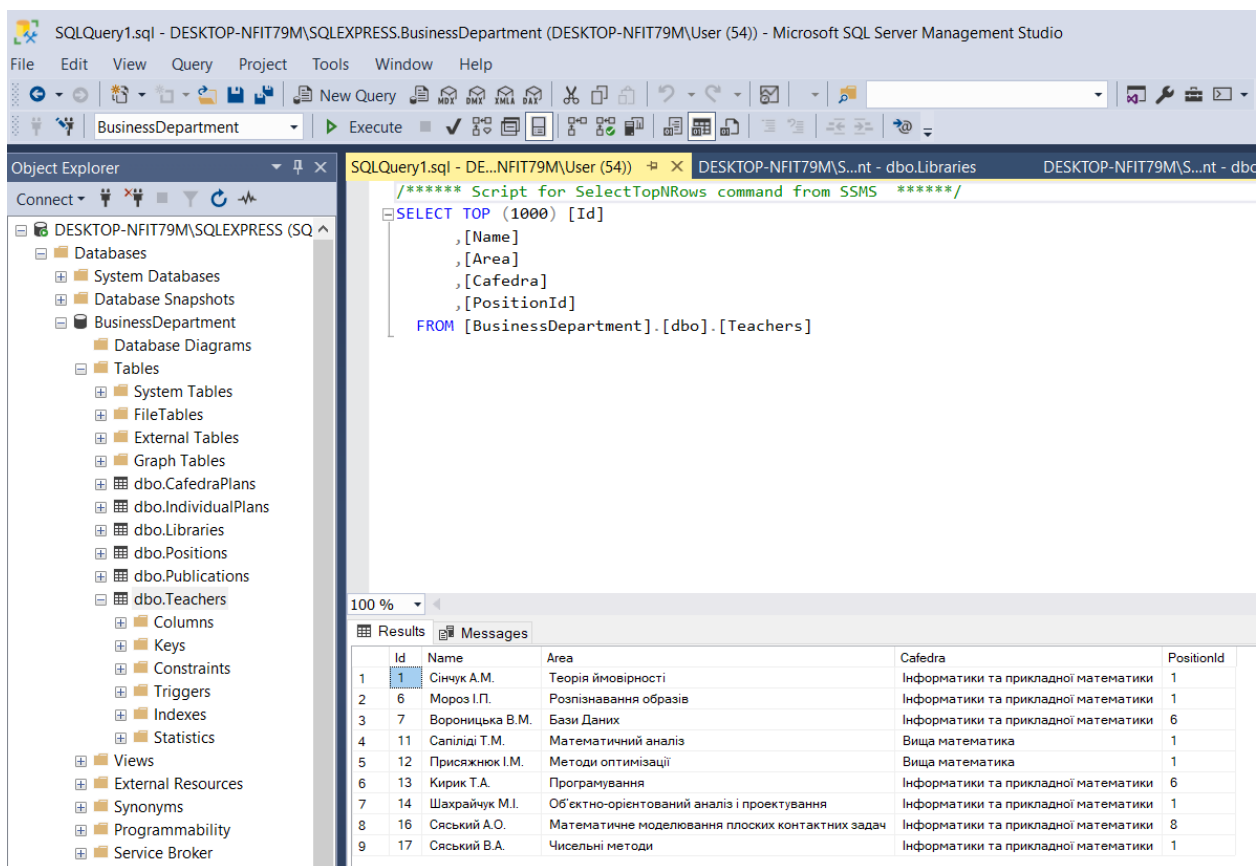 SQLQuery1.sql - DESKTOP-NFIT79M\SQLEXPRESS.BusinessDepartment (DESKTOP-NFIT79M\User (54)) - Microsoft SQL Server Management Studio
File Edit View Query Project Tools Window Help
New Query MDX DMX XMLA DAX
BusinessDepartment Execute
Object Explorer
Connect
DESKTOP-NFIT79M\SQLEXPRESS (SQ
Databases
System Databases
Database Snapshots
BusinessDepartment
Database Diagrams
Tables
System Tables
FileTables
External Tables
Graph Tables
dbo.CafedraPlans
dbo.IndividualPlans
dbo.Libraries
dbo.Positions
dbo.Publications
dbo.Teachers
Columns
Keys
Constraints
Triggers
Indexes
Statistics
Views
External Resources
Synonyms
Programmability
Service Broker
SQLQuery1.sql - DE...NFIT79M\User (54)) DESKTOP-NFIT79M\S...nt - dbo.Libraries DESKTOP-NFIT79M\S...nt - dbo
/****** Script for SelectTopNRows command from SSMS ******/
SELECT TOP (1000) [Id]
,[Name]
,[Area]
,[Cafedra]
,[PositionId]
FROM [BusinessDepartment].[dbo].[Teachers]
100 %
Results Messages
Id Name Area Cafedra PositionId
1 1 Сінчук А.М. Теорія ймовірності Інформатики та прикладної математики 1
2 6 Мороз І.П. Розпізнавання образів Інформатики та прикладної математики 1
3 7 Вороницька В.М. Бази Даних Інформатики та прикладної математики 6
4 11 Сапіліді Т.М. Математичний аналіз Вища математика 1
5 12 Присяжнюк І.М. Методи оптимізації Вища математика 1
6 13 Кирик Т.А. Програмування Інформатики та прикладної математики 6
7 14 Шахрайчук М.І. Об'єктно-орієнтований аналіз і проектування Інформатики та прикладної математики 1
8 16 Сяський А.О. Математичне моделювання плоских контактних задач Інформатики та прикладної математики 8
9 17 Сяський В.А. Чисельні методи Інформатики та прикладної математики 1